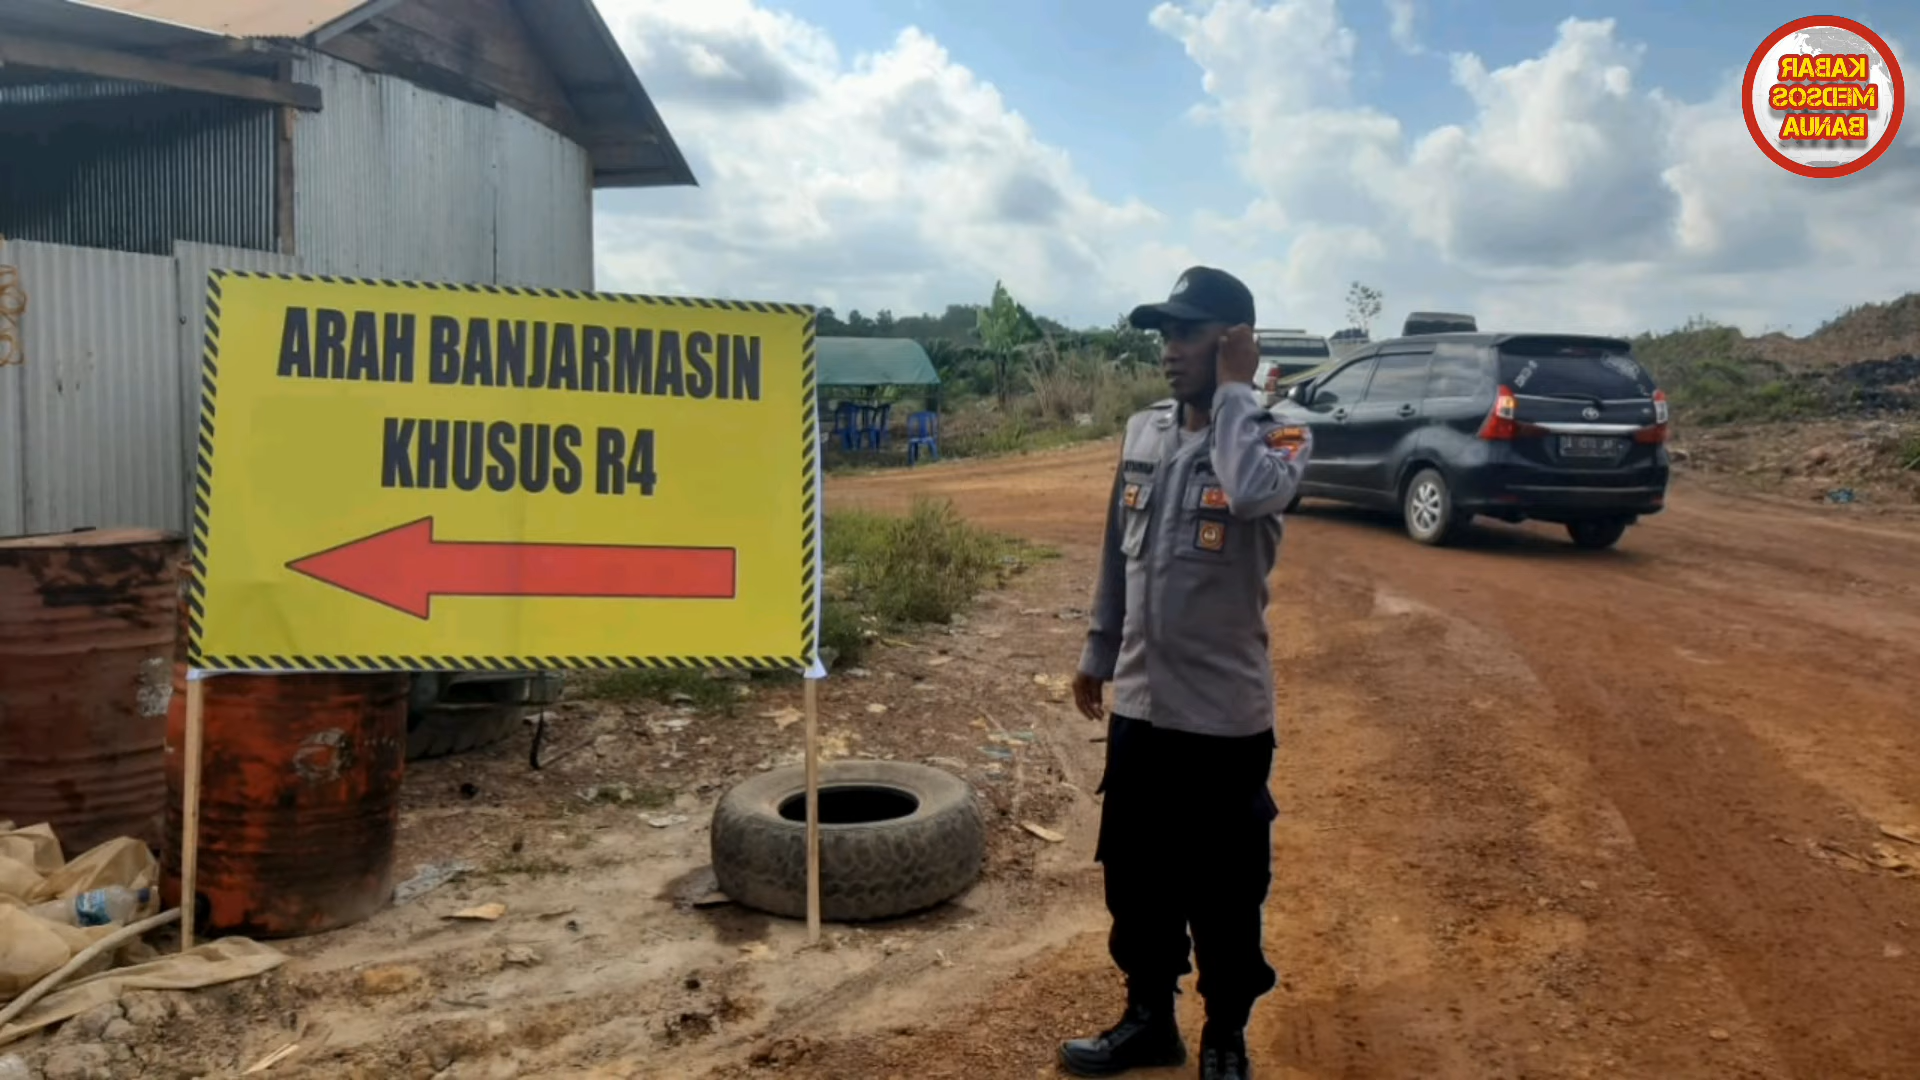 ARAH BANJARMASIN
KHUSUS R4
KABAR
MEDSOS
BANUA